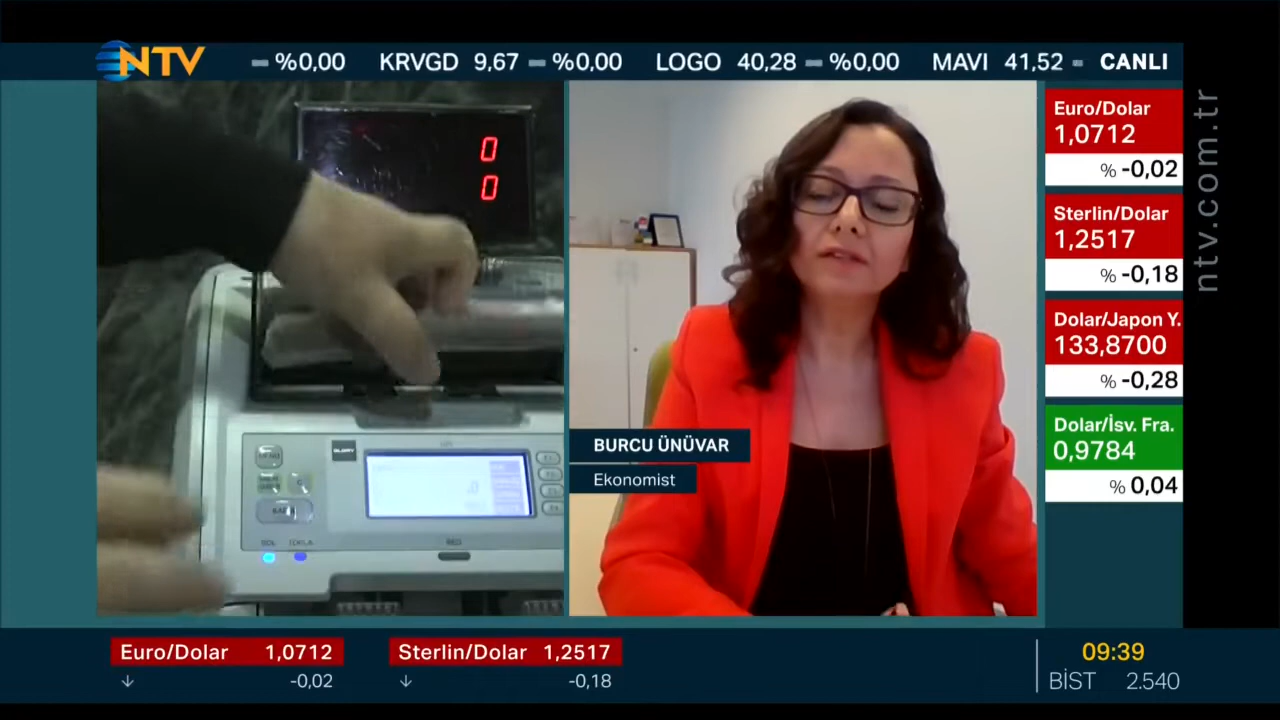 NTV
%0,00 KRVGD 9,67 %0,00 LOGO 40,28 %0,00 MAVI 41,52 CANLI
Euro/Dolar
1,0712
% -0,02
Sterlin/Dolar
1,2517
% -0,18
Dolar/Japon Y.
133,8700
% -0,28
Dolar/İsv. Fra.
0,9784
% 0,04
ntv.com.tr
0
0
GLORY
BURCU ÜNÜVAR
Ekonomist
Euro/Dolar 1,0712
-0,02
Sterlin/Dolar 1,2517
-0,18
09:39
BİST 2.540